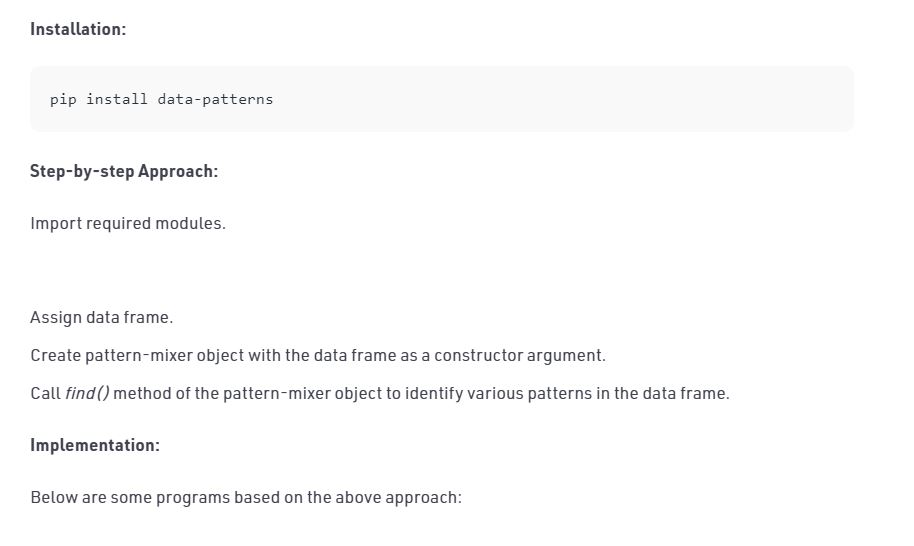 Installation:
pip install data-patterns
Step-by-step Approach:
Import required modules.
Assign data frame.
Create pattern-mixer object with the data frame as a constructor argument.
Call find() method of the pattern-mixer object to identify various patterns in the data frame.
Implementation:
Below are some programs based on the above approach: